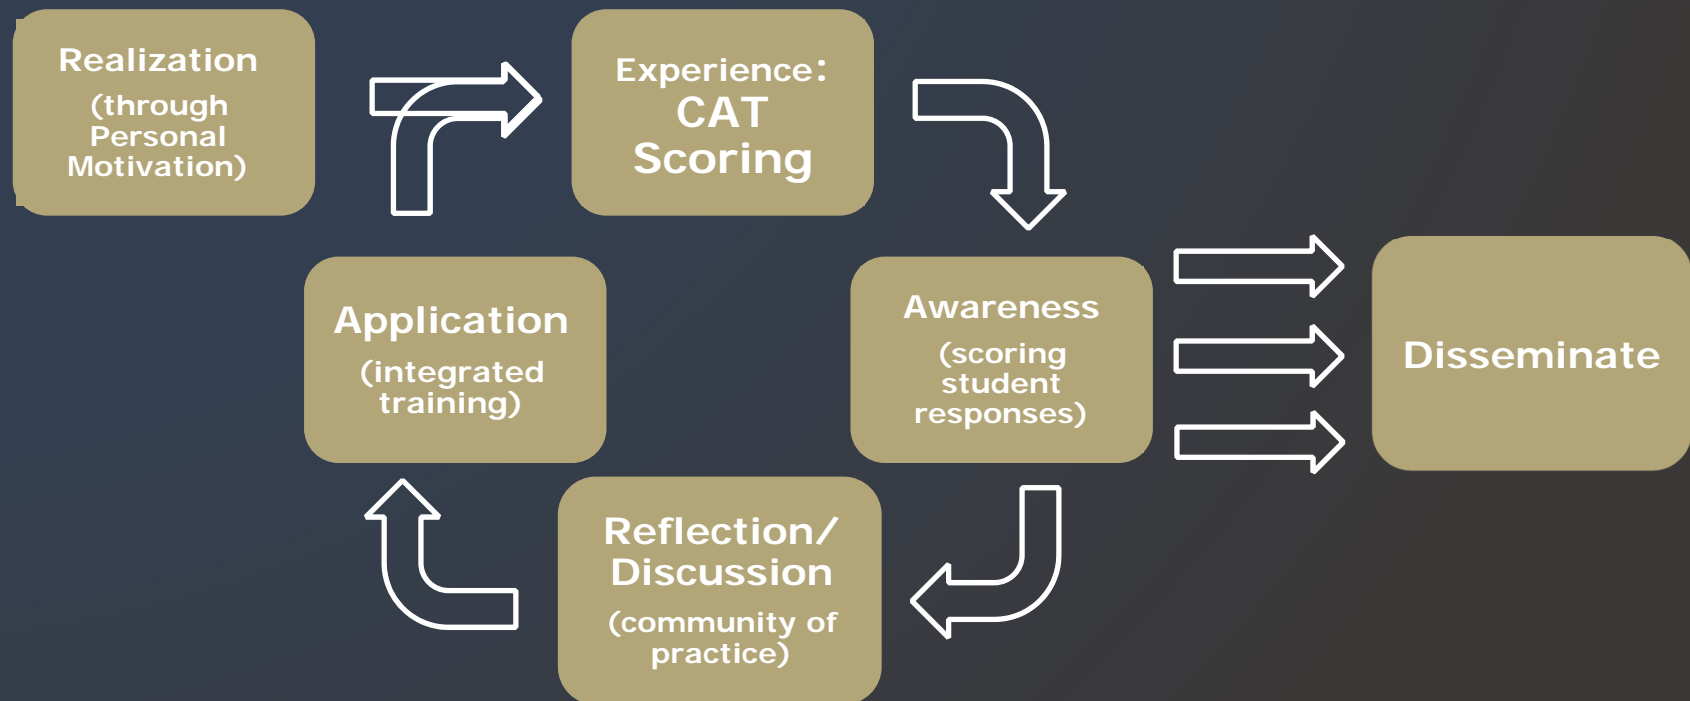 Realization
(through
Personal
Motivation)
Experience:
CAT
Scoring
Application
(integrated
training)
Awareness
(scoring
student
responses)
Disseminate
Reflection/
Discussion
(community of
practice)